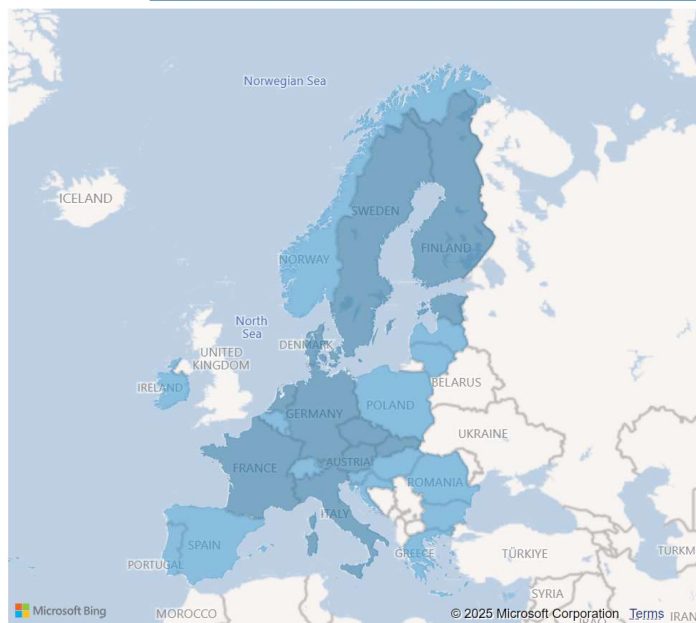 Norwegian Sea
ICELAND
SWEDEN
FINLAND
NORWAY
North
Sea
DENMARK
UNITED
KINGDOM
BELARUS
IRELAND
POLAND
GERMANY
UKRAINE
AUSTRIA
FRANCE
ROMANIA
ITALY
SPAIN
GREECE
TÜRKIYE
TURKM
PORTUGAL
SYRIA
Microsoft Bing
MOROCCO
© 2025 Microsoft Corporation Terms
IRAQ
IRAN